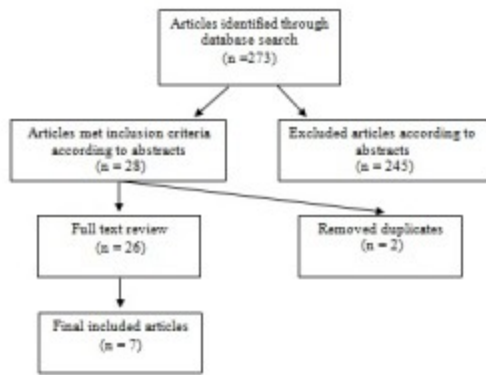 Articles identified through
database search
(n =273)
Articles met inclusion criteria
according to abstracts
(n = 28)
Excluded articles according to
abstracts
(n = 245)
Full text review
(n = 26)
Removed duplicates
(n = 2)
Final included articles
(n = 7)